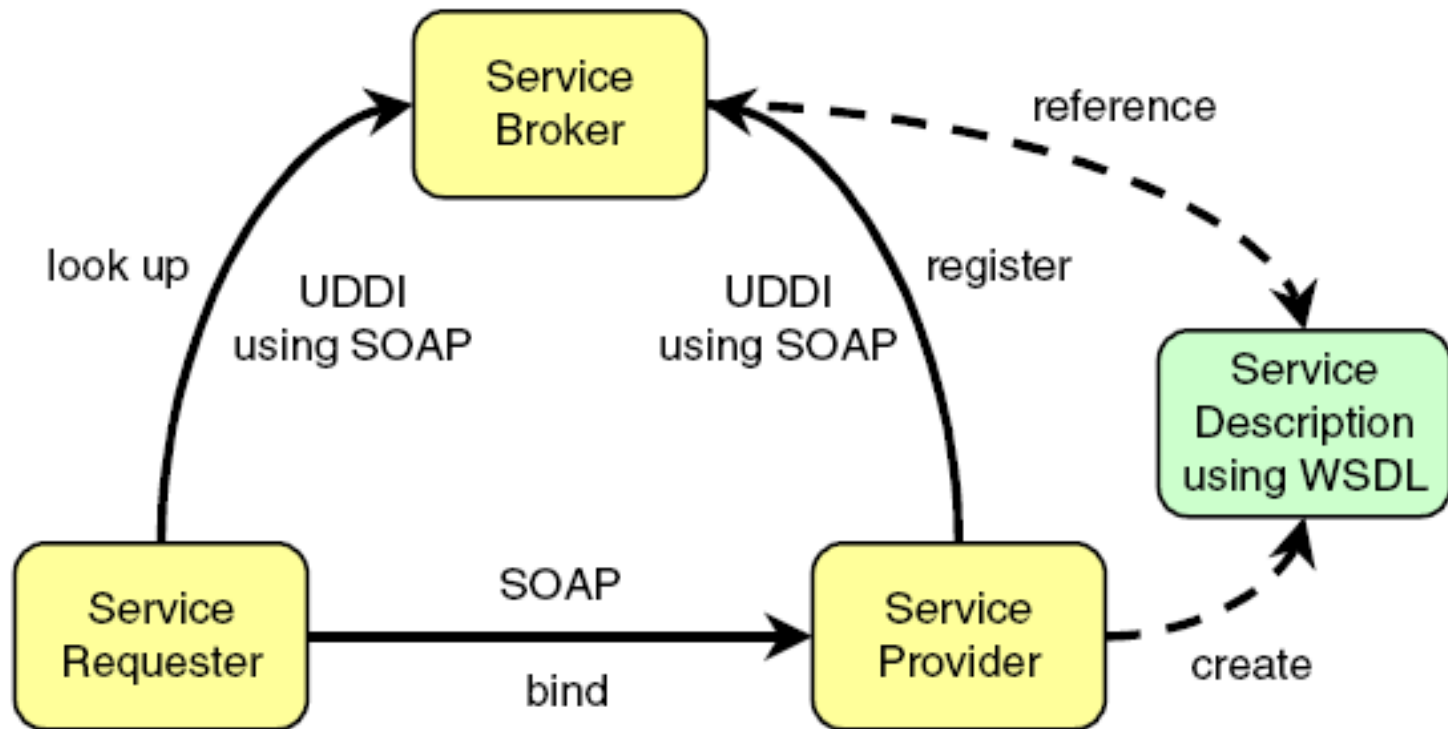 Service
Broker
reference
look up
UDDI
using SOAP
UDDI
using SOAP
register
Service
Description
using WSDL
Service
Requester
SOAP
bind
Service
Provider
create